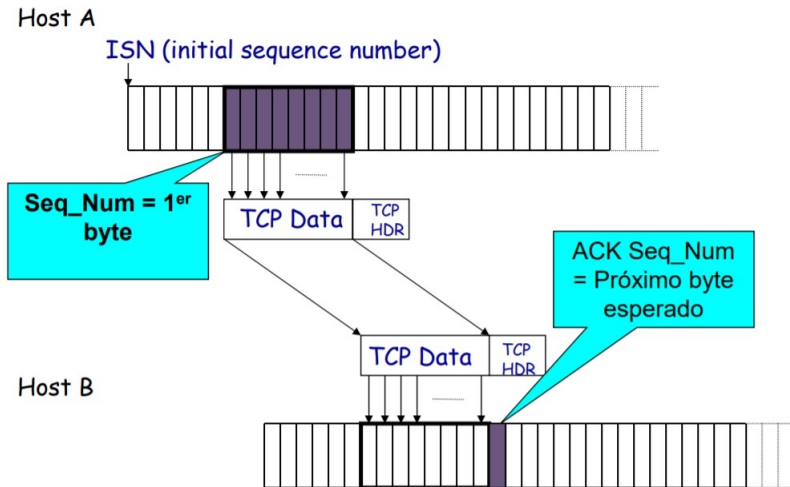 Host A
ISN (initial sequence number)
Seq_Num = 1er
byte
TCP Data
TCP
HDR
ACK Seq_Num
= Próximo byte
esperado
TCP Data
TCP
HDR
Host B